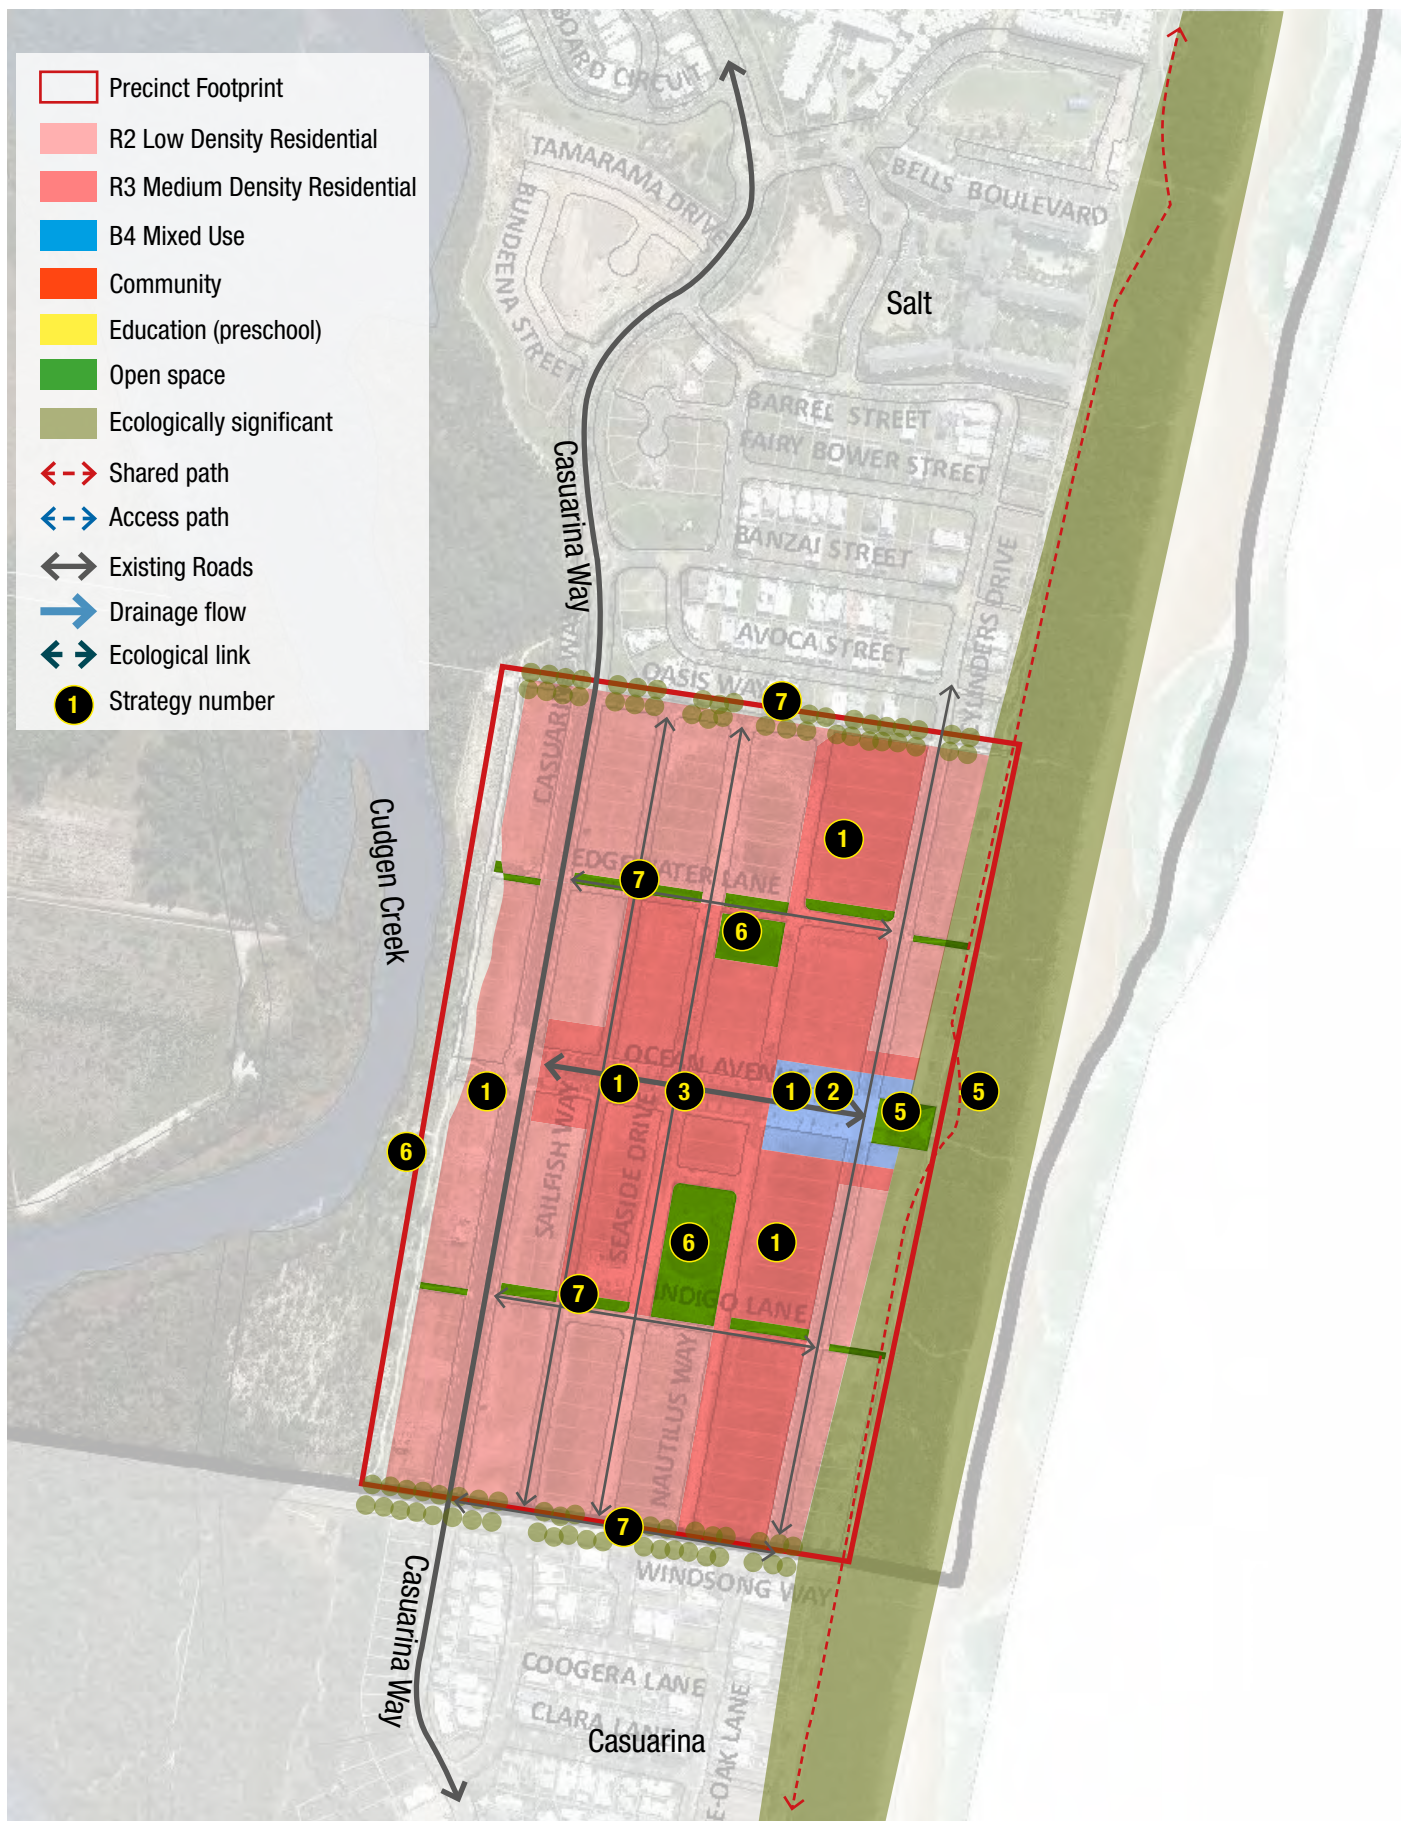 Precinct Footprint
R2 Low Density Residential
R3 Medium Density Residential
B4 Mixed Use
Community
Education (preschool)
Open space
Ecologically significant
Shared path
Access path
Existing Roads
Drainage flow
Ecological link
1 Strategy number
BOARD CIRCUIT
TAMARAMA DRIVE
BELLS BOULEVARD
BUNDEENA STREET
Salt
BARREL STREET
FAIRY BOWER STREET
Casuarina Way
BANZAI STREET
AVOCA STREET
OASIS WAY
7
CASUARINA
Cudgen Creek
1
EDGEWATER LANE
7
6
OCEAN AVENUE
1
1
3
1
2
5
5
6
SAILFISH WAY
SEASIDE DRIVE
6
1
7
INDIGO LANE
NAUTILUS WAY
7
WINDSONG WAY
Casuarina Way
COOGERA LANE
CLARA LANE
Casuarina
E-OAK LANE